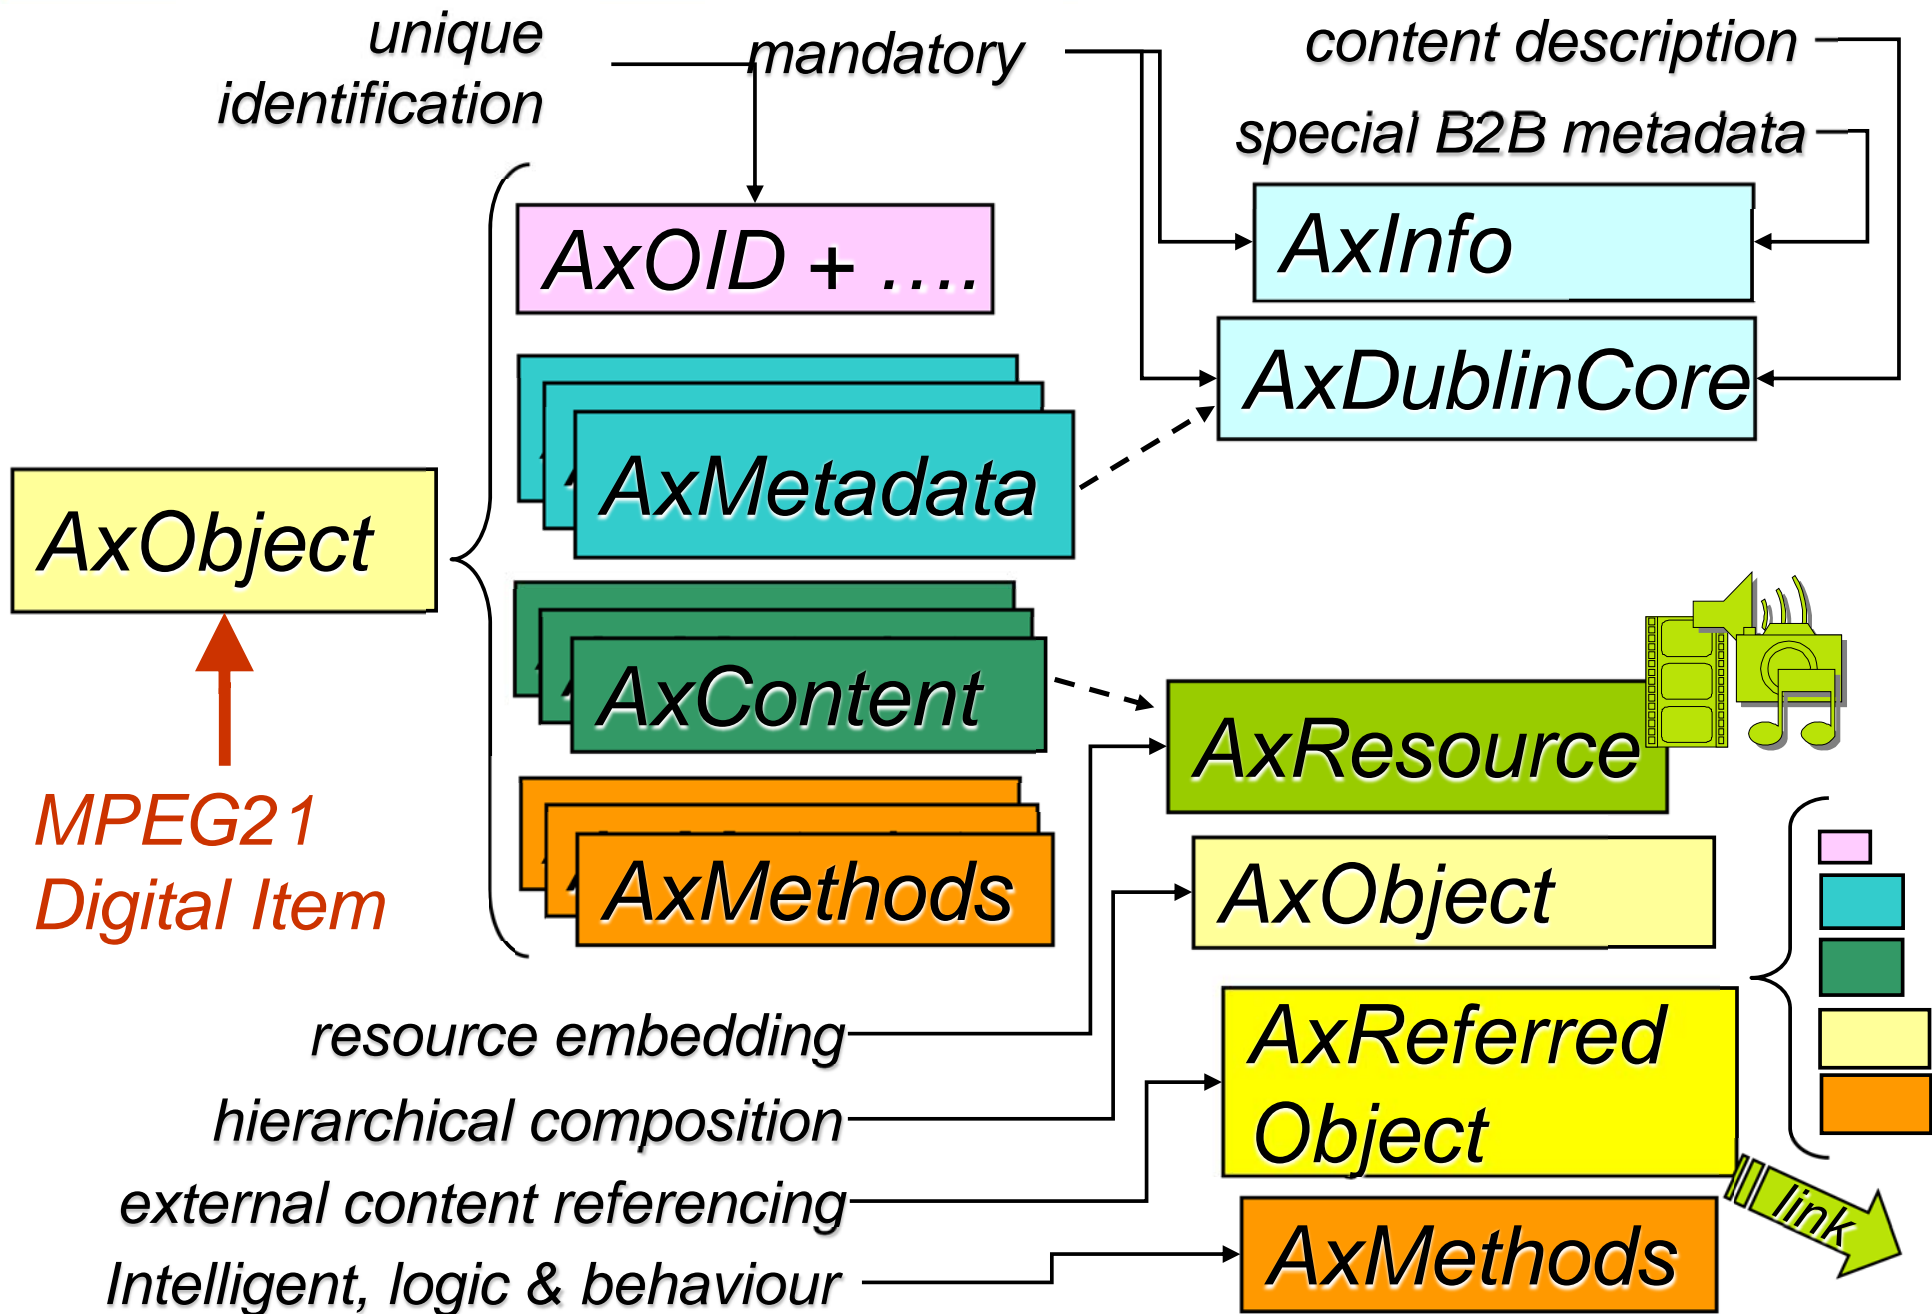 unique
identification
mandatory
content description
special B2B metadata
AxOID + ....
AxInfo
AxDublinCore
AxMetadata
AxObject
AxContent
AxResource
MPEG21
Digital Item
AxMethods
AxObject
resource embedding
AxReferred
Object
hierarchical composition
external content referencing
link
Intelligent, logic & behaviour
AxMethods